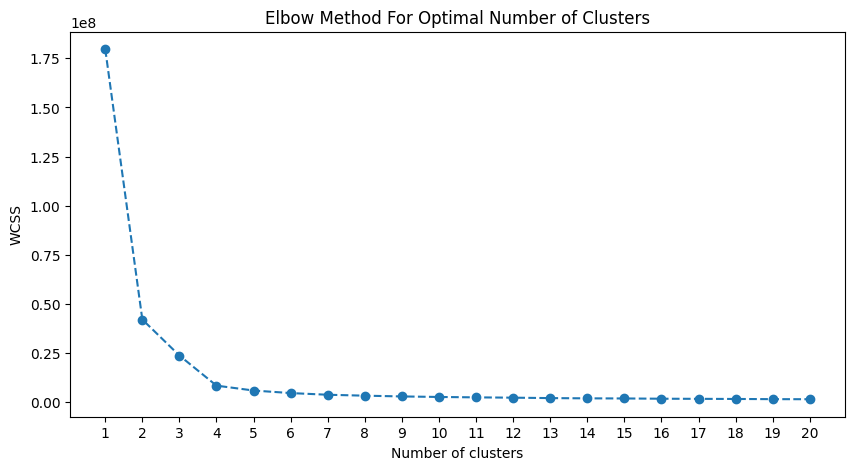 Elbow Method For Optimal Number of Clusters
1e8
1.75
1.50
1.25
1.00
0.75
0.50
0.25
0.00
WCSS
1 2 3 4 5 6 7 8 9 10 11 12 13 14 15 16 17 18 19 20
Number of clusters